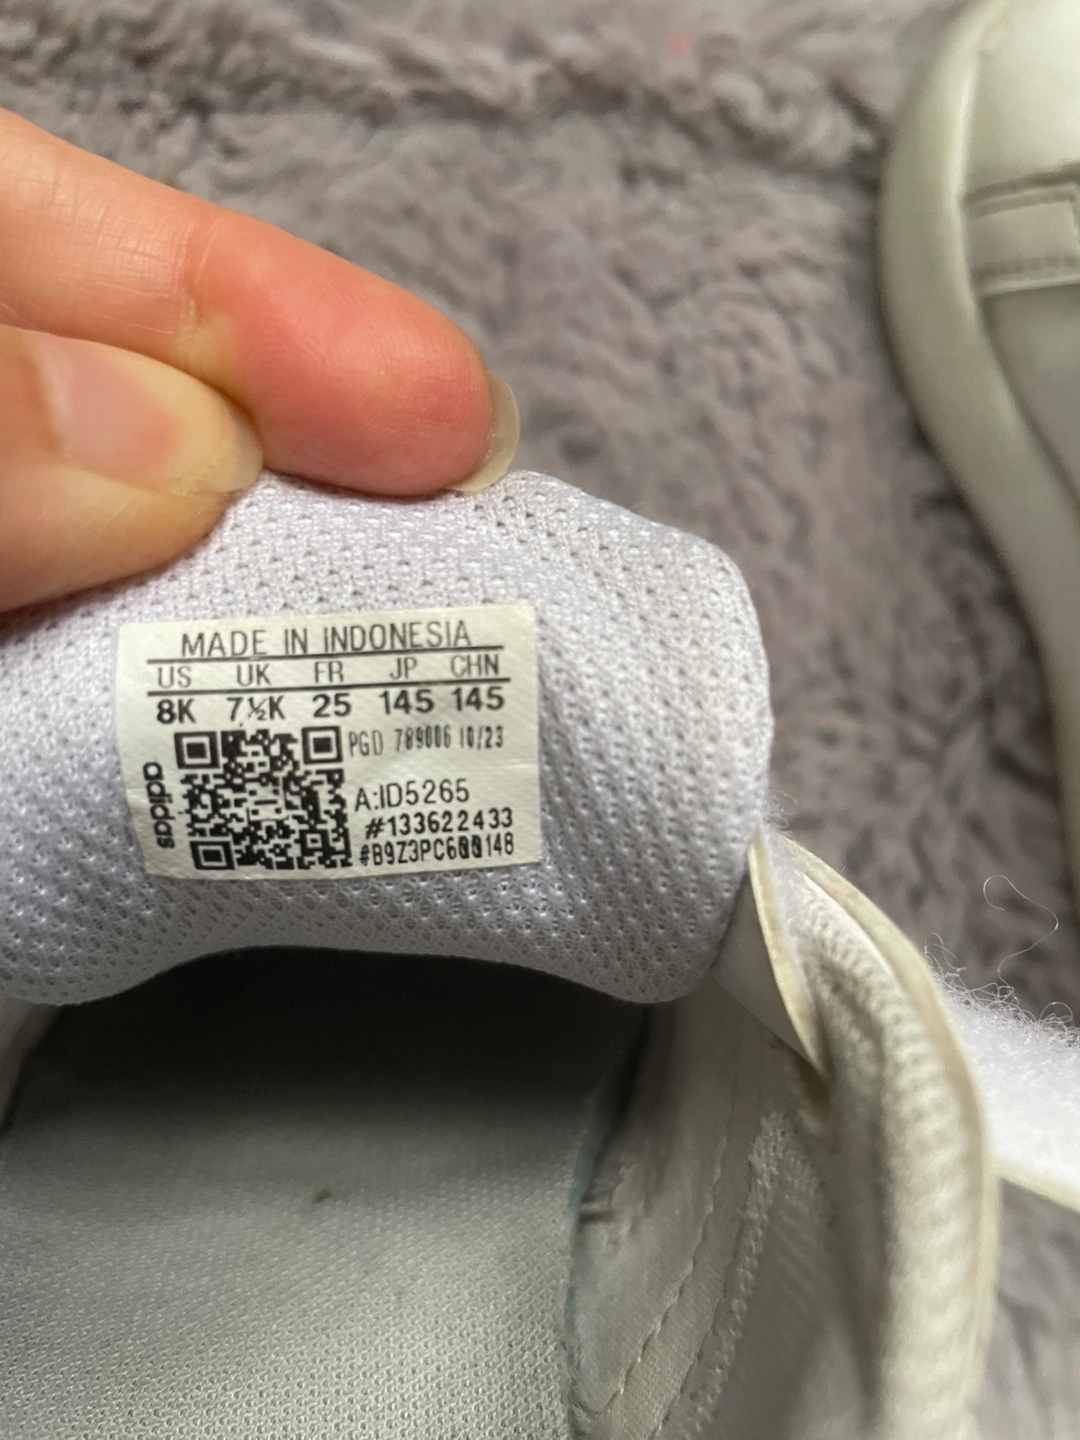 MADE IN INDONESIA
US UK FR JP CHN
8K 7½K 25 145 145
PGD 789006 10/23
adidas
A:ID5265
#133622433
#B9Z3PC600148